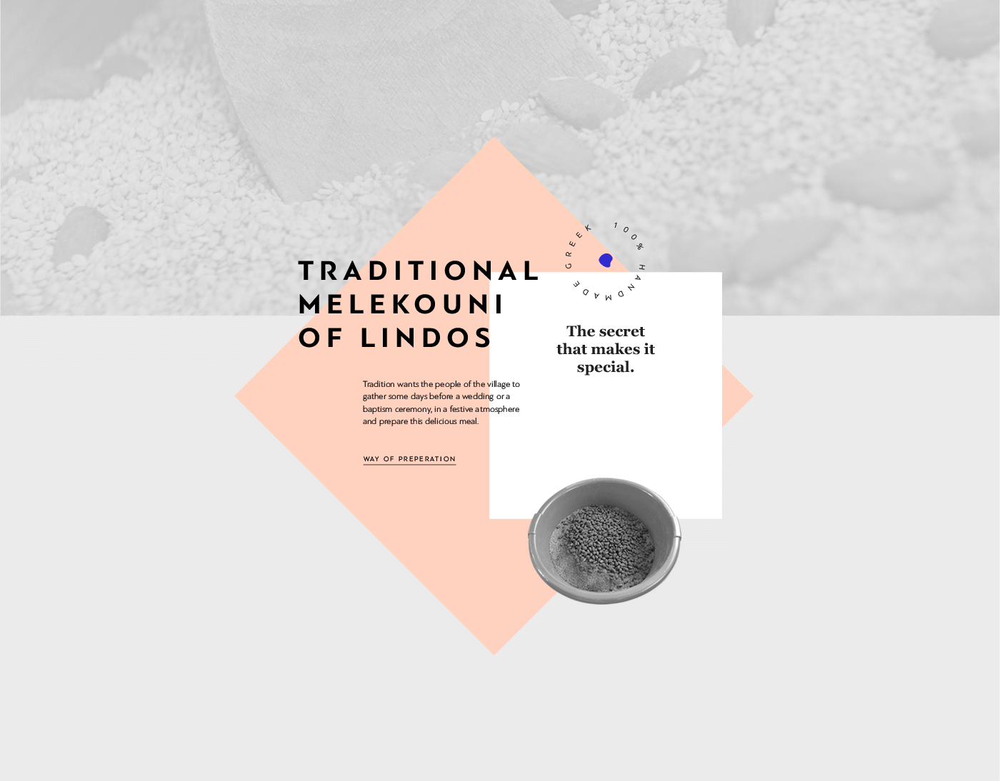 TRADITIONAL
MELEKOUNI
OF LINDOS
Tradition wants the people of the village to
gather some days before a wedding or a
baptism ceremony, in a festive atmosphere
and prepare this delicious meal.
WAY OF PREPERATION
100% HANDMADE GREEK
The secret
that makes it
special.